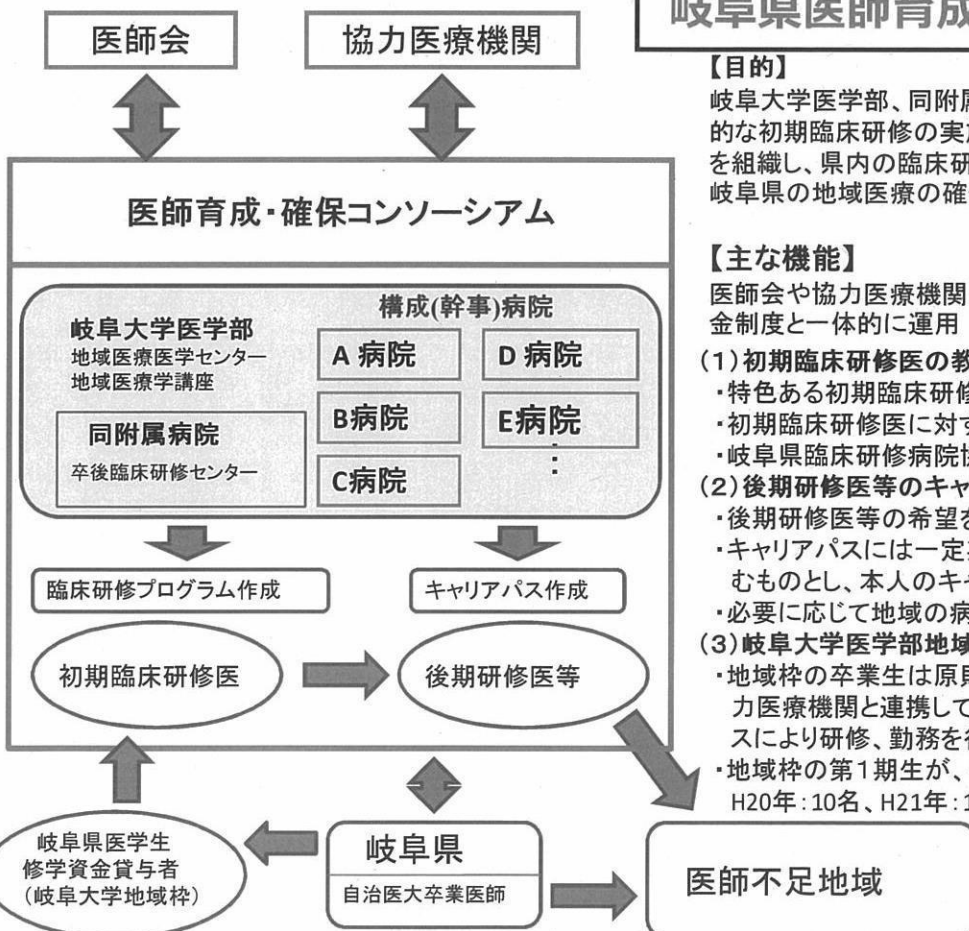 医師会
協力医療機関
医師育成・確保コンソーシアム
構成(幹事)病院
岐阜大学医学部
地域医療医学センター
地域医療学講座
同附属病院
卒後臨床研修センター
A 病院
D 病院
B病院
E病院
C病院
⋮
臨床研修プログラム作成
キャリアパス作成
初期臨床研修医
後期研修医等
岐阜県医学生
修学資金貸与者
(岐阜大学地域枠)
岐阜県
自治医大卒業医師
医師不足地域
岐阜県医師育成
【目的】
岐阜大学医学部、同附属
的な初期臨床研修の実施
を組織し、県内の臨床研
岐阜県の地域医療の確
【主な機能】
医師会や協力医療機関
金制度と一体的に運用
(1)初期臨床研修医の教
・特色ある初期臨床研修
・初期臨床研修医に対す
・岐阜県臨床研修病院協
(2)後期研修医等のキャ
・後期研修医等の希望を
・キャリアパスには一定
むものとし、本人のキャ
・必要に応じて地域の病
(3)岐阜大学医学部地域
・地域枠の卒業生は原則
力医療機関と連携して
スにより研修、勤務を
・地域枠の第1期生が、
H20年:10名、H21年:1